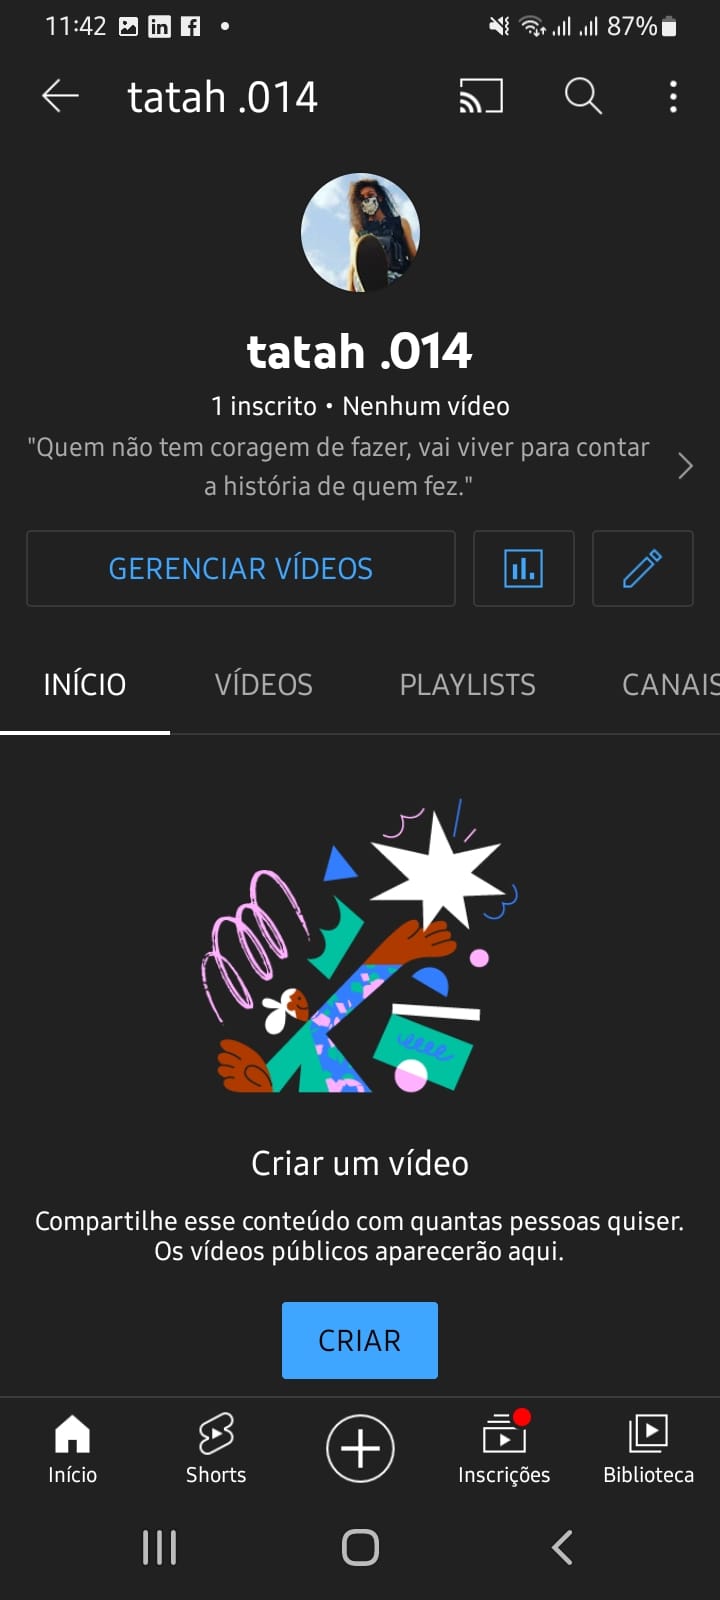 11:42 87%
tatah .014
tatah .014
1 inscrito • Nenhum vídeo
"Quem não tem coragem de fazer, vai viver para contar
a história de quem fez."
GERENCIAR VÍDEOS
INÍCIO VÍDEOS PLAYLISTS CANAIS
Criar um vídeo
Compartilhe esse conteúdo com quantas pessoas quiser.
Os vídeos públicos aparecerão aqui.
CRIAR
Início Shorts Inscrições Biblioteca